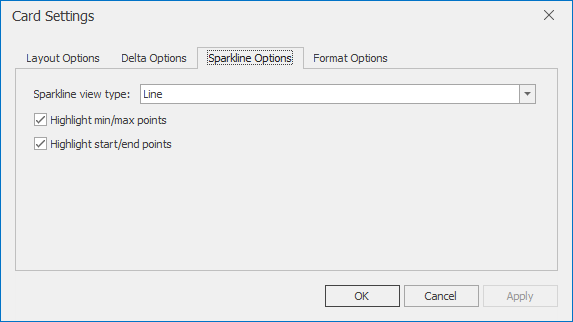 Card Settings
Layout Options Delta Options Sparkline Options Format Options
Sparkline view type: Line
Highlight min/max points
Highlight start/end points
OK Cancel Apply